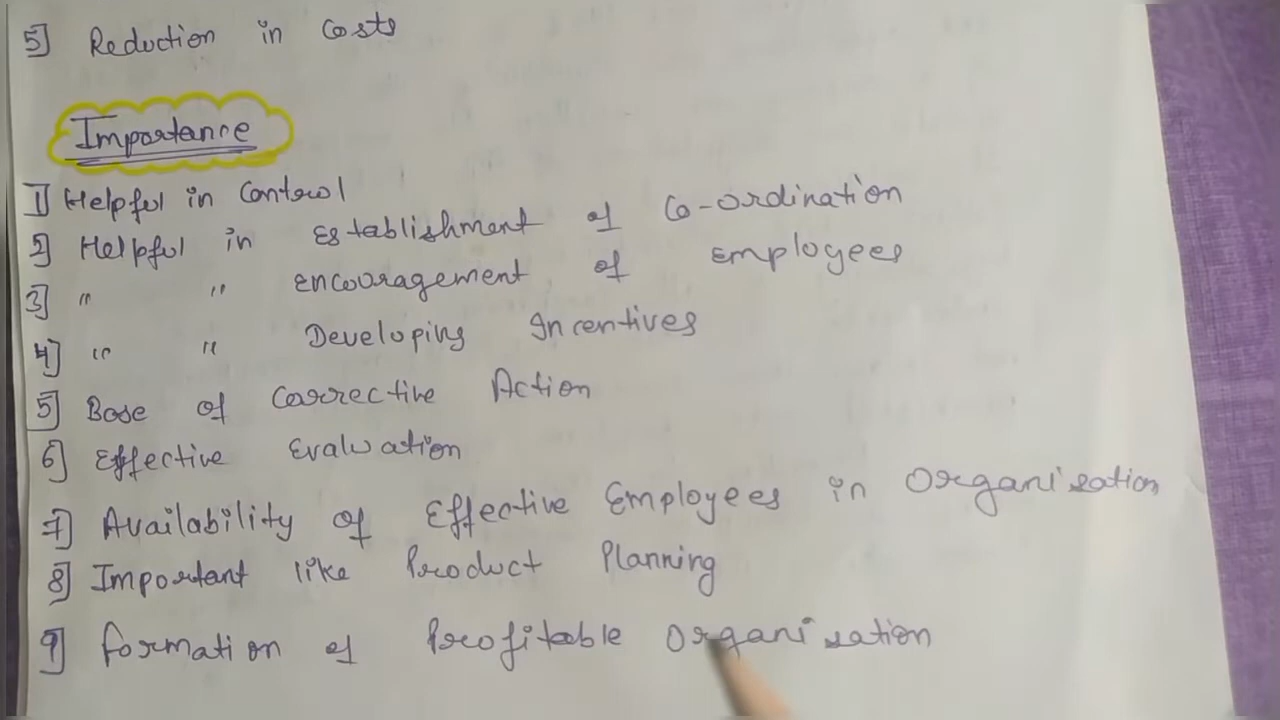 5] Reduction in Costs
Importance
1] Helpful in Control
2] Helpful in Establishment of Co-ordination
3] " " encouragement of Employees
4] " " Developing Incentives
5] Base of Corrective Action
6] Effective Evaluation
7] Availability of Effective Employees in Organisation
8] Important like Product Planning
9] Formation of Profitable Organisation